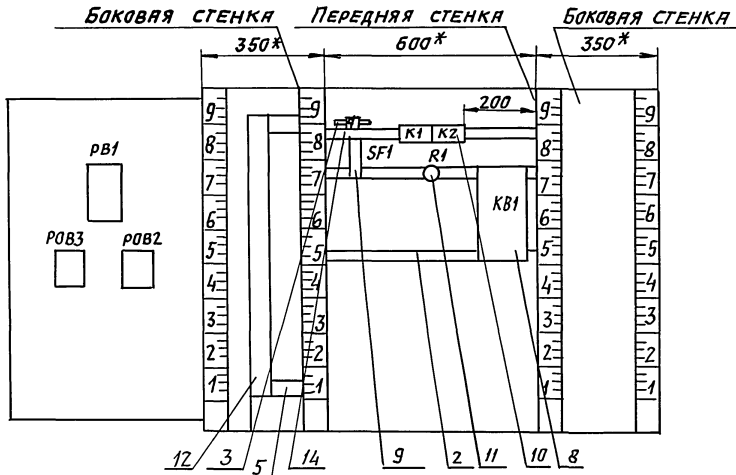 Боковая стенка Передняя стенка Боковая стенка
350* 600* 350*
200
9 9 9 9
K1 K2
8 8 8 8
SF1 R1
РВ1
7 7 7 7
KB1
6 6 6 6
РОВ3 РОВ2
5 5 5 5
4 4 4 4
3 3 3 3
2 2 2 2
1 1 1 1
12 3 5 14 9 2 11 10 8